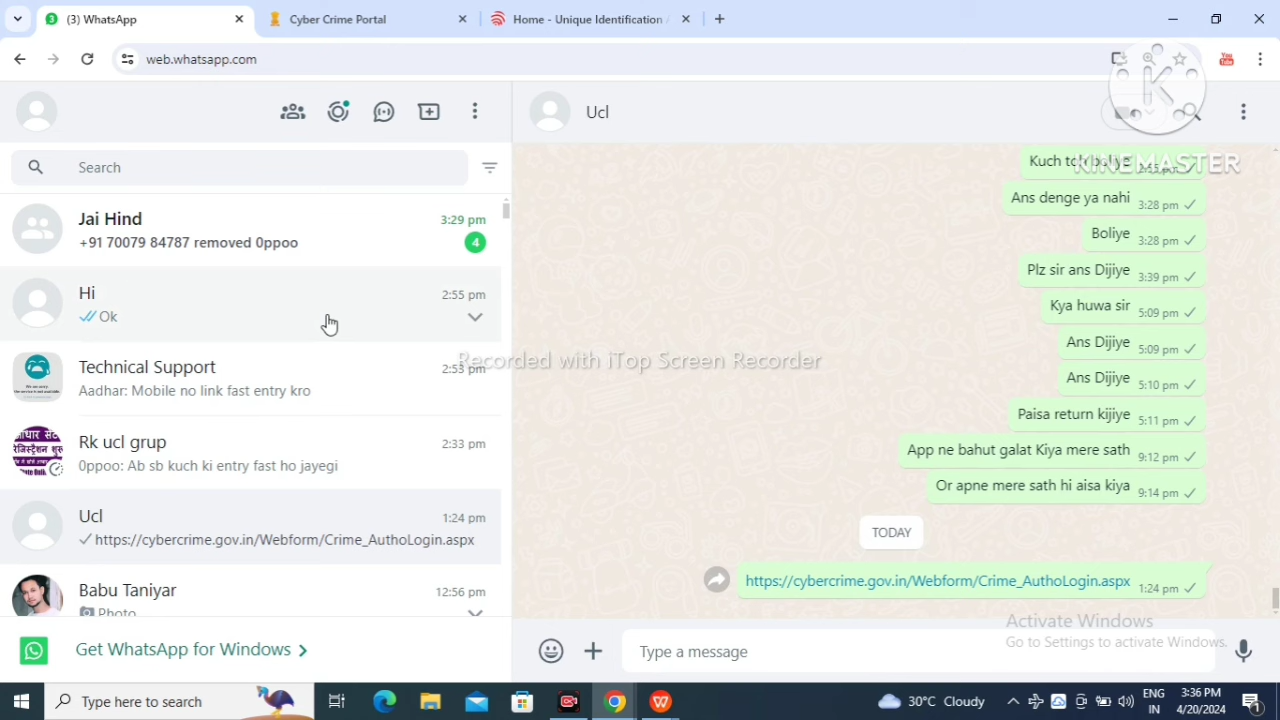 (3) WhatsApp
Cyber Crime Portal
Home - Unique Identification
web.whatsapp.com
Ucl
KINEMASTER
Search
Jai Hind
3:29 pm
+91 70079 84787 removed 0ppoo
4
Hi
2:55 pm
Ok
Technical Support
2:53 pm
Aadhar: Mobile no link fast entry kro
Rk ucl grup
2:33 pm
0ppoo: Ab sb kuch ki entry fast ho jayegi
Ucl
1:24 pm
https://cybercrime.gov.in/Webform/Crime_AuthoLogin.aspx
Babu Taniyar
12:56 pm
Photo
Get WhatsApp for Windows
Kuch toh boliye 2:55 pm
Ans denge ya nahi 3:28 pm
Boliye 3:28 pm
Plz sir ans Dijiye 3:39 pm
Kya huwa sir 5:09 pm
Ans Dijiye 5:09 pm
Recorded with iTop Screen Recorder
Ans Dijiye 5:10 pm
Paisa return kijiye 5:11 pm
App ne bahut galat Kiya mere sath 9:12 pm
Or apne mere sath hi aisa kiya 9:14 pm
TODAY
https://cybercrime.gov.in/Webform/Crime_AuthoLogin.aspx 1:24 pm
Activate Windows
Go to Settings to activate Windows.
Type a message
Type here to search
30°C Cloudy
ENG
IN
3:36 PM
4/20/2024